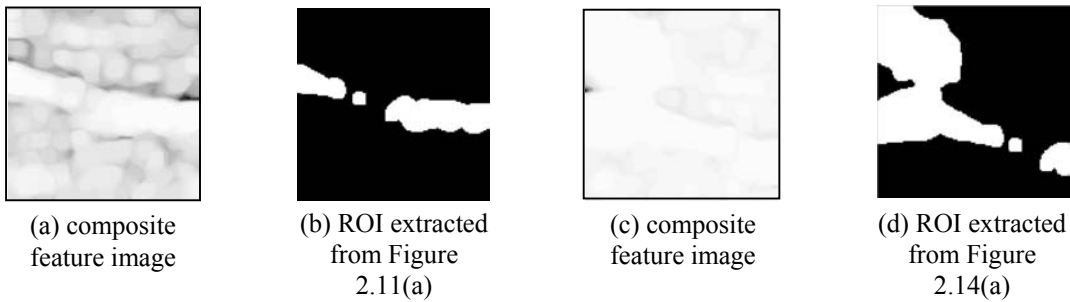 (a) composite
feature image
(b) ROI extracted
from Figure
2.11(a)
(c) composite
feature image
(d) ROI extracted
from Figure
2.14(a)